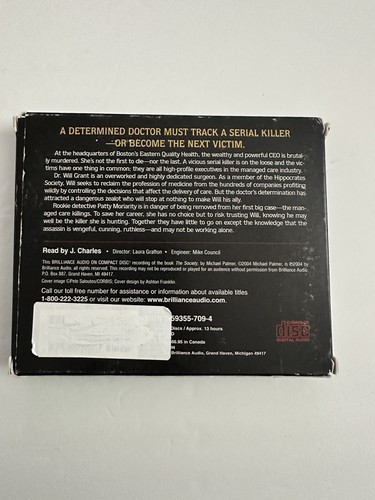 A DETERMINED DOCTOR MUST TRACK A SERIAL KILLER
—OR BECOME THE NEXT VICTIM.
At the headquarters of Boston's Eastern Quality Health, the wealthy and powerful CEO is brutal-
ly murdered. She's not the first to die—nor the last. A vicious serial killer is on the loose and the vic-
tims have one thing in common; they are all high-profile executives in the managed care industry.
Dr. Will Grant is an overworked and highly dedicated surgeon. As a member of the Hippocrates
Society, Will seeks to reclaim the profession of medicine from the hundreds of companies profiting
wildly by controlling the decisions that affect the delivery of care. But the doctor's determination has
attracted a dangerous zealot who will stop at nothing to make Will his ally.
Rookie detective Patty Moriarity is in danger of being removed from her first big case—the man-
aged care killings. To save her career, she has no choice but to risk trusting Will, knowing he may
well be the killer she is hunting. Together they have little to go on except the knowledge that the
assassin is vengeful, cunning, ruthless—and may not be working alone.
Read by J. Charles • Director: Laura Grafton • Engineer: Mike Council
This BRILLIANCE AUDIO ON COMPACT DISC® recording of the book The Society, by Michael Palmer, ©2004 by Michael Palmer, is ℗2004 by
Brilliance Audio, all rights reserved. This recording may not be reproduced or played for an audience without permission from Brilliance Audio,
P.O. Box 887, Grand Haven, MI 49417.
Cover image ©Pete Saloutos/CORBIS, Cover design by Ashton Franklin.
Call our toll free number for assistance or information about available titles
1-800-222-3225 or visit our website: www.brillianceaudio.com.
59355-709-4
Discs / Approx. 13 hours
in Canada
Brilliance Audio, Grand Haven, Michigan 49417
COMPACT
disc
DIGITAL AUDIO